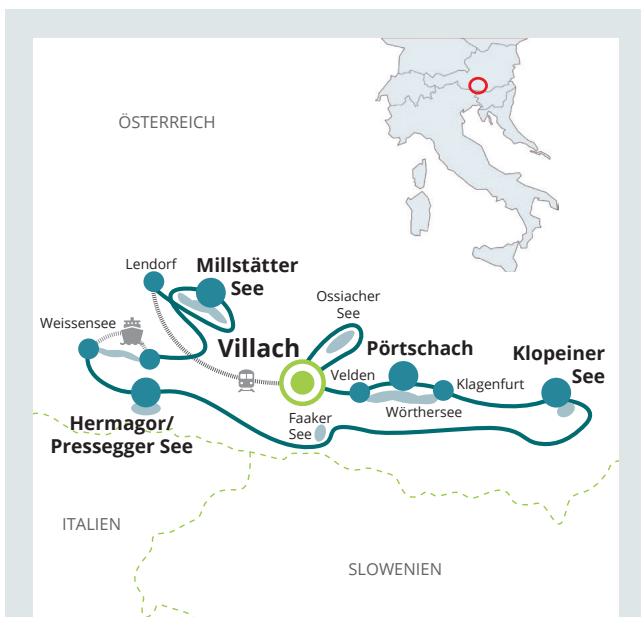 ÖSTERREICH
Lendorf
Millstätter
See
Ossiacher
See
Weissensee
Villach
Pörtschach
Klopeiner
See
Velden
Klagenfurt
Wörthersee
Hermagor/
Pressegger See
Faaker
See
ITALIEN
SLOWENIEN